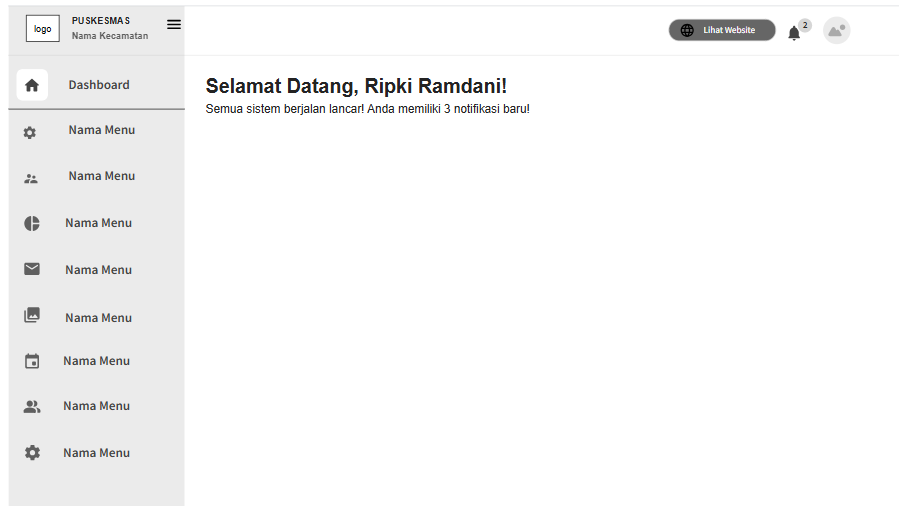 logo
PUSKESMAS
Nama Kecamatan
Lihat Website
2
Dashboard
Selamat Datang, Ripki Ramdani!
Semua sistem berjalan lancar! Anda memiliki 3 notifikasi baru!
Nama Menu
Nama Menu
Nama Menu
Nama Menu
Nama Menu
Nama Menu
Nama Menu
Nama Menu